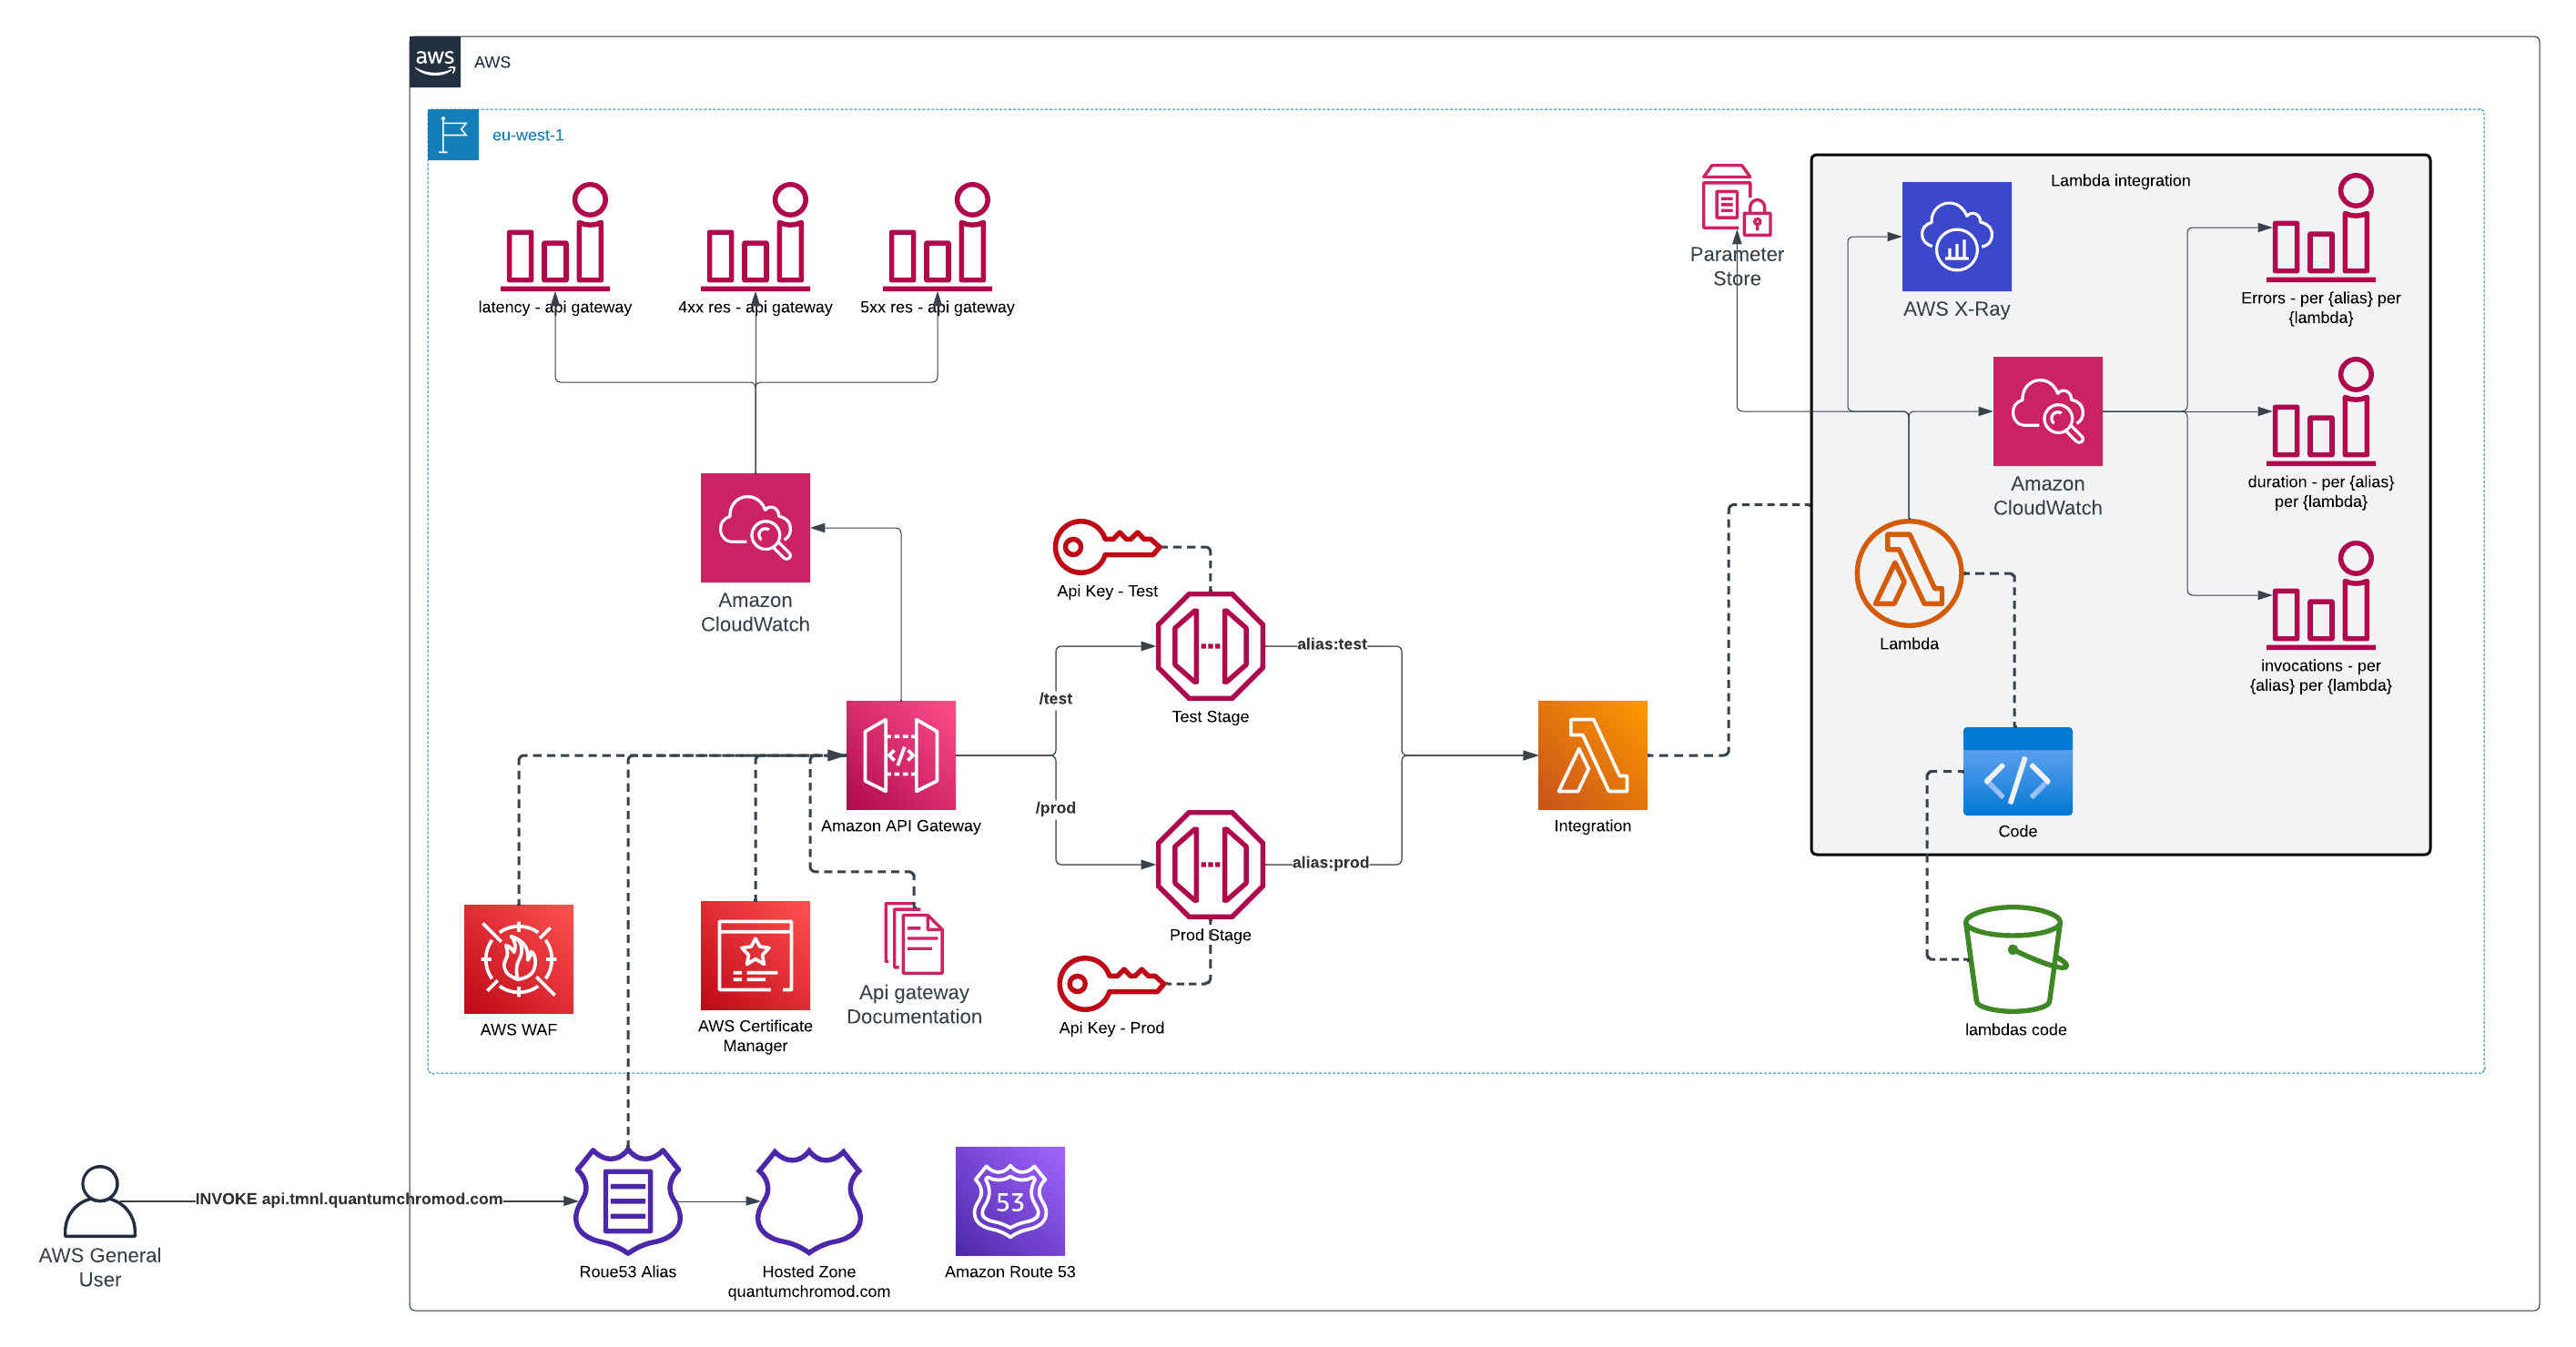 aws
AWS
eu-west-1
latency - api gateway
4xx res - api gateway
5xx res - api gateway
Parameter
Store
Lambda integration
AWS X-Ray
Errors - per {alias} per
{lambda}
Amazon
CloudWatch
duration - per {alias}
per {lambda}
Amazon
CloudWatch
Api Key - Test
Lambda
invocations - per
{alias} per {lambda}
/test
Test Stage
alias:test
Amazon API Gateway
/prod
alias:prod
Integration
Code
Prod Stage
Api gateway
Documentation
AWS WAF
AWS Certificate
Manager
Api Key - Prod
lambdas code
INVOKE api.tmnl.quantumchromod.com
53
AWS General
User
Roue53 Alias
Hosted Zone
quantumchromod.com
Amazon Route 53